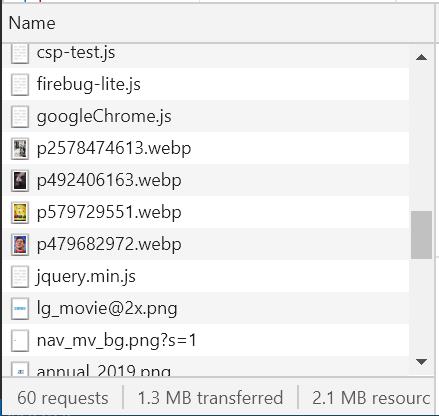 Name
csp-test.js
firebug-lite.js
googleChrome.js
p2578474613.webp
p492406163.webp
p579729551.webp
p479682972.webp
jquery.min.js
lg_movie@2x.png
nav_mv_bg.png?s=1
annual_2019.png
60 requests 1.3 MB transferred 2.1 MB resourc